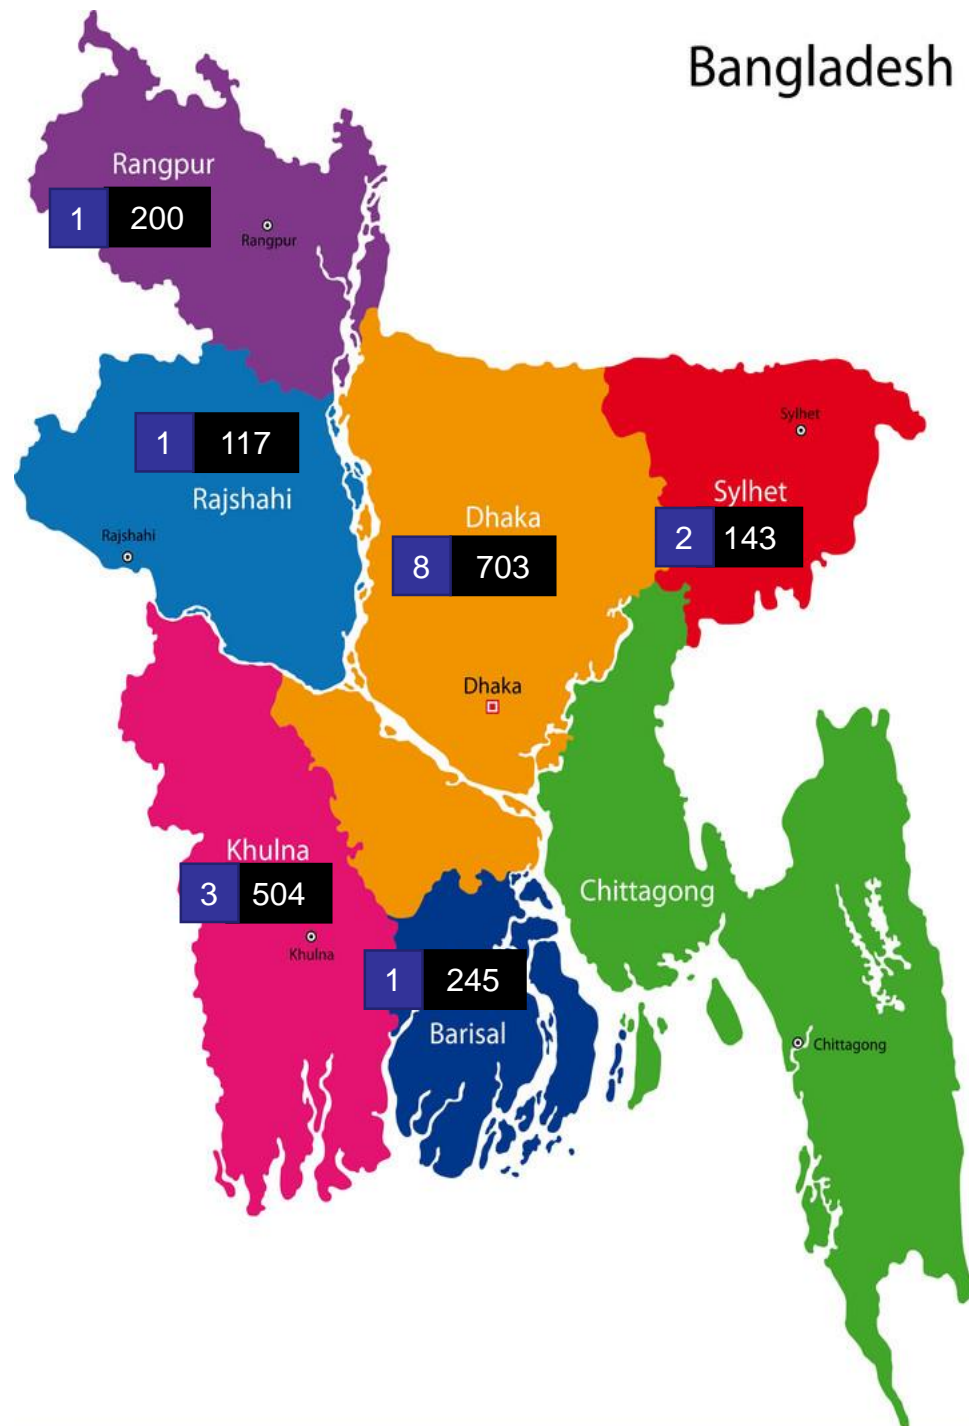 Bangladesh
Rangpur
1 200
Rangpur
1 117
Rajshahi
Rajshahi
Sylhet
Sylhet
2 143
Dhaka
8 703
Dhaka
Khulna
3 504
Khulna
Chittagong
1 245
Barisal
Chittagong